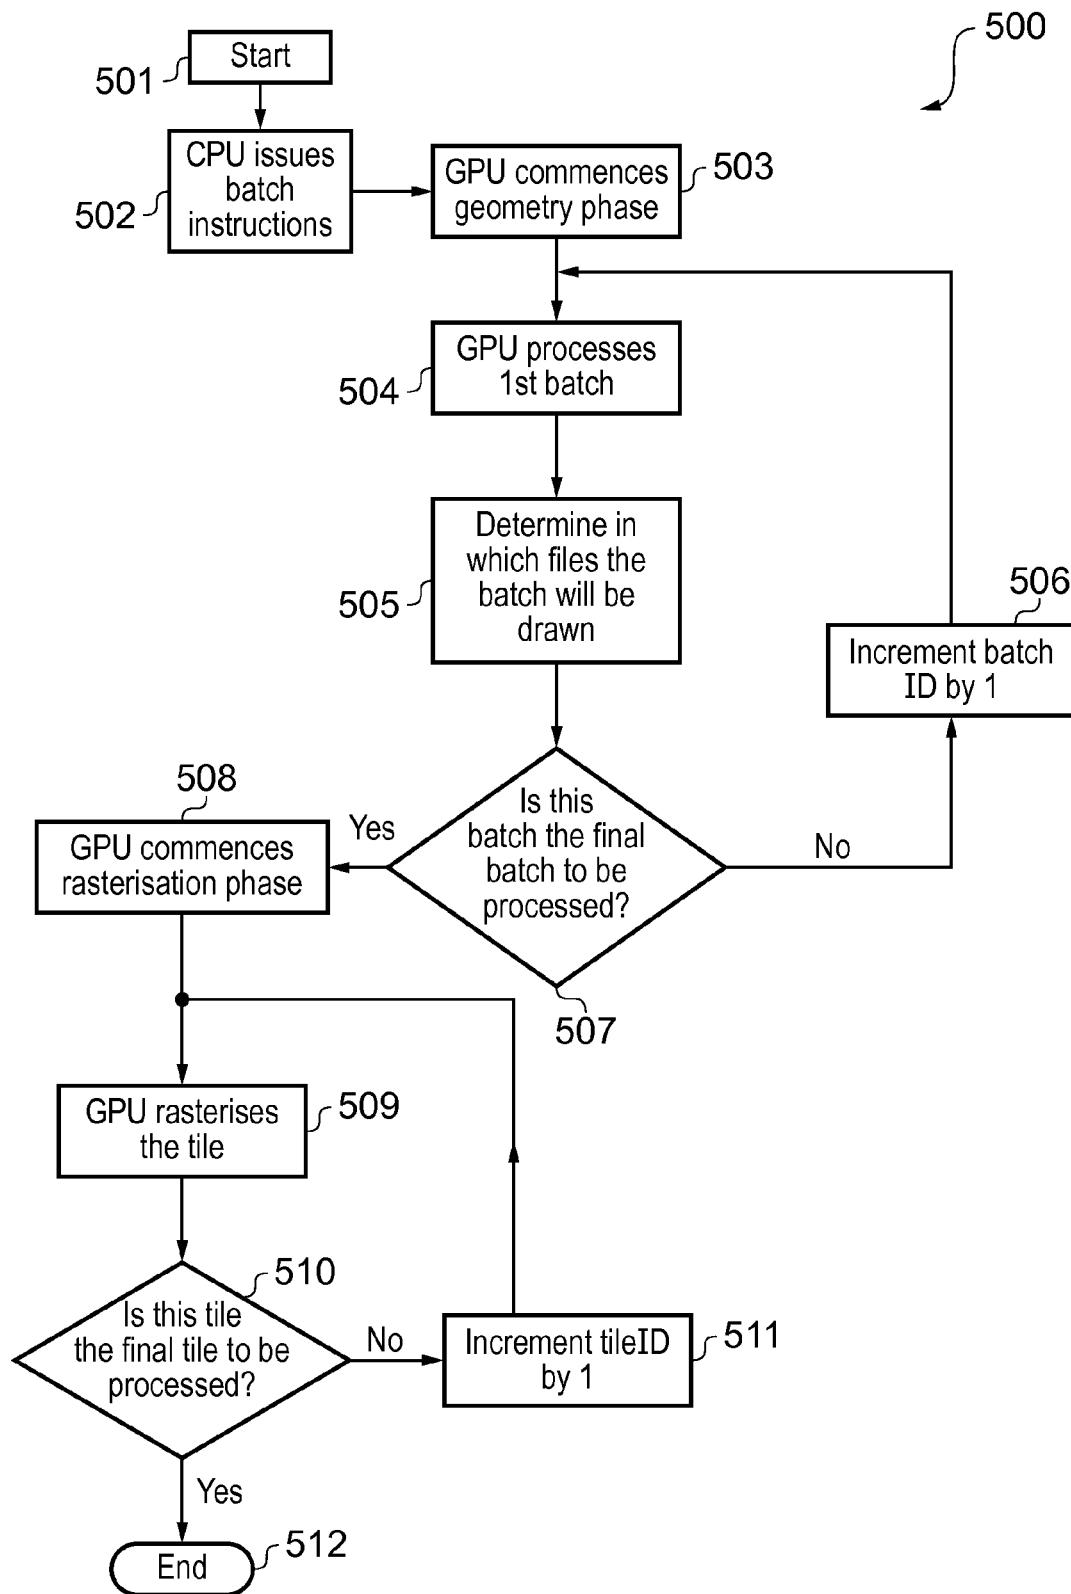 500
501
Start
502
CPU issues
batch
instructions
503
GPU commences
geometry phase
504
GPU processes
1st batch
505
Determine in
which files the
batch will be
drawn
506
Increment batch
ID by 1
507
Is this
batch the final
batch to be
processed?
Yes
No
508
GPU commences
rasterisation phase
509
GPU rasterises
the tile
510
Is this tile
the final tile to be
processed?
No
511
Increment tileID
by 1
Yes
End
512